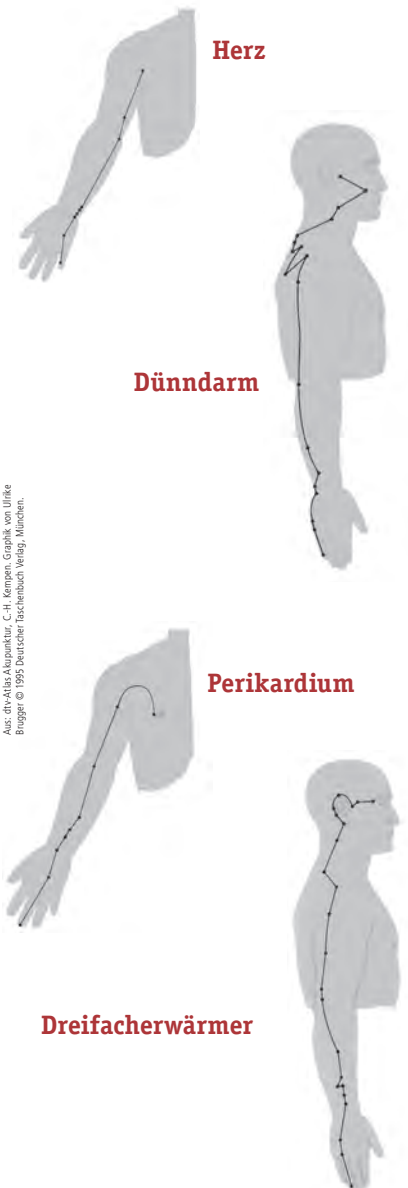 Herz
Dünndarm
Aus: dtv-Atlas Akupunktur, C.-H. Kempen. Graphik von Ulrike
Brugger © 1995 Deutscher Taschenbuch Verlag, München.
Perikardium
Dreifacherwärmer